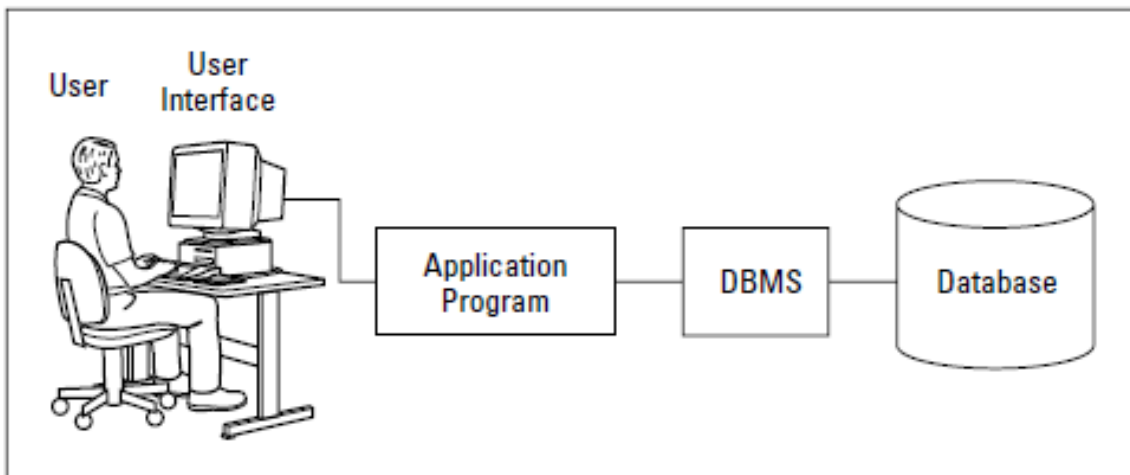 User
User
Interface
Application
Program
DBMS
Database